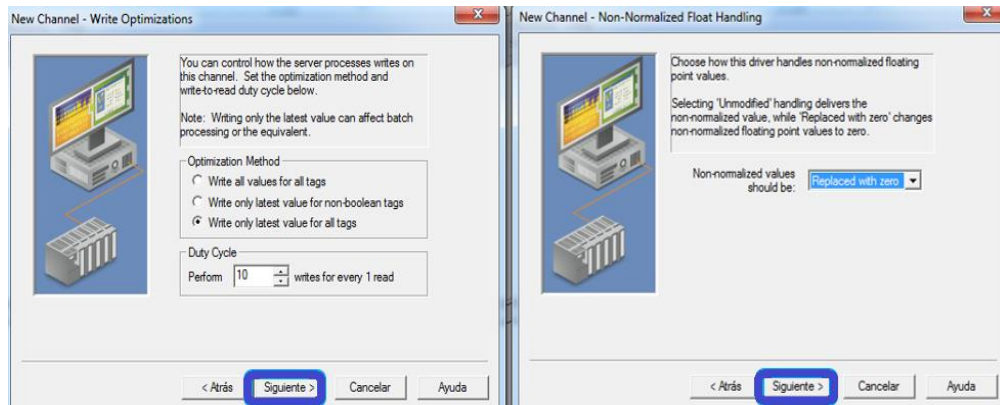 New Channel - Write Optimizations
You can control how the server processes writes on
this channel. Set the optimization method and
write-to-read duty cycle below.
Note: Writing only the latest value can affect batch
processing or the equivalent.
Optimization Method
Write all values for all tags
Write only latest value for non-boolean tags
Write only latest value for all tags
Duty Cycle
Perform 10 writes for every 1 read
< Atrás Siguiente > Cancelar Ayuda
New Channel - Non-Normalized Float Handling
Choose how this driver handles non-normalized floating
point values.
Selecting 'Unmodified' handling delivers the
non-normalized value, while 'Replaced with zero' changes
non-normalized floating point values to zero.
Non-normalized values
should be: Replaced with zero
< Atrás Siguiente > Cancelar Ayuda